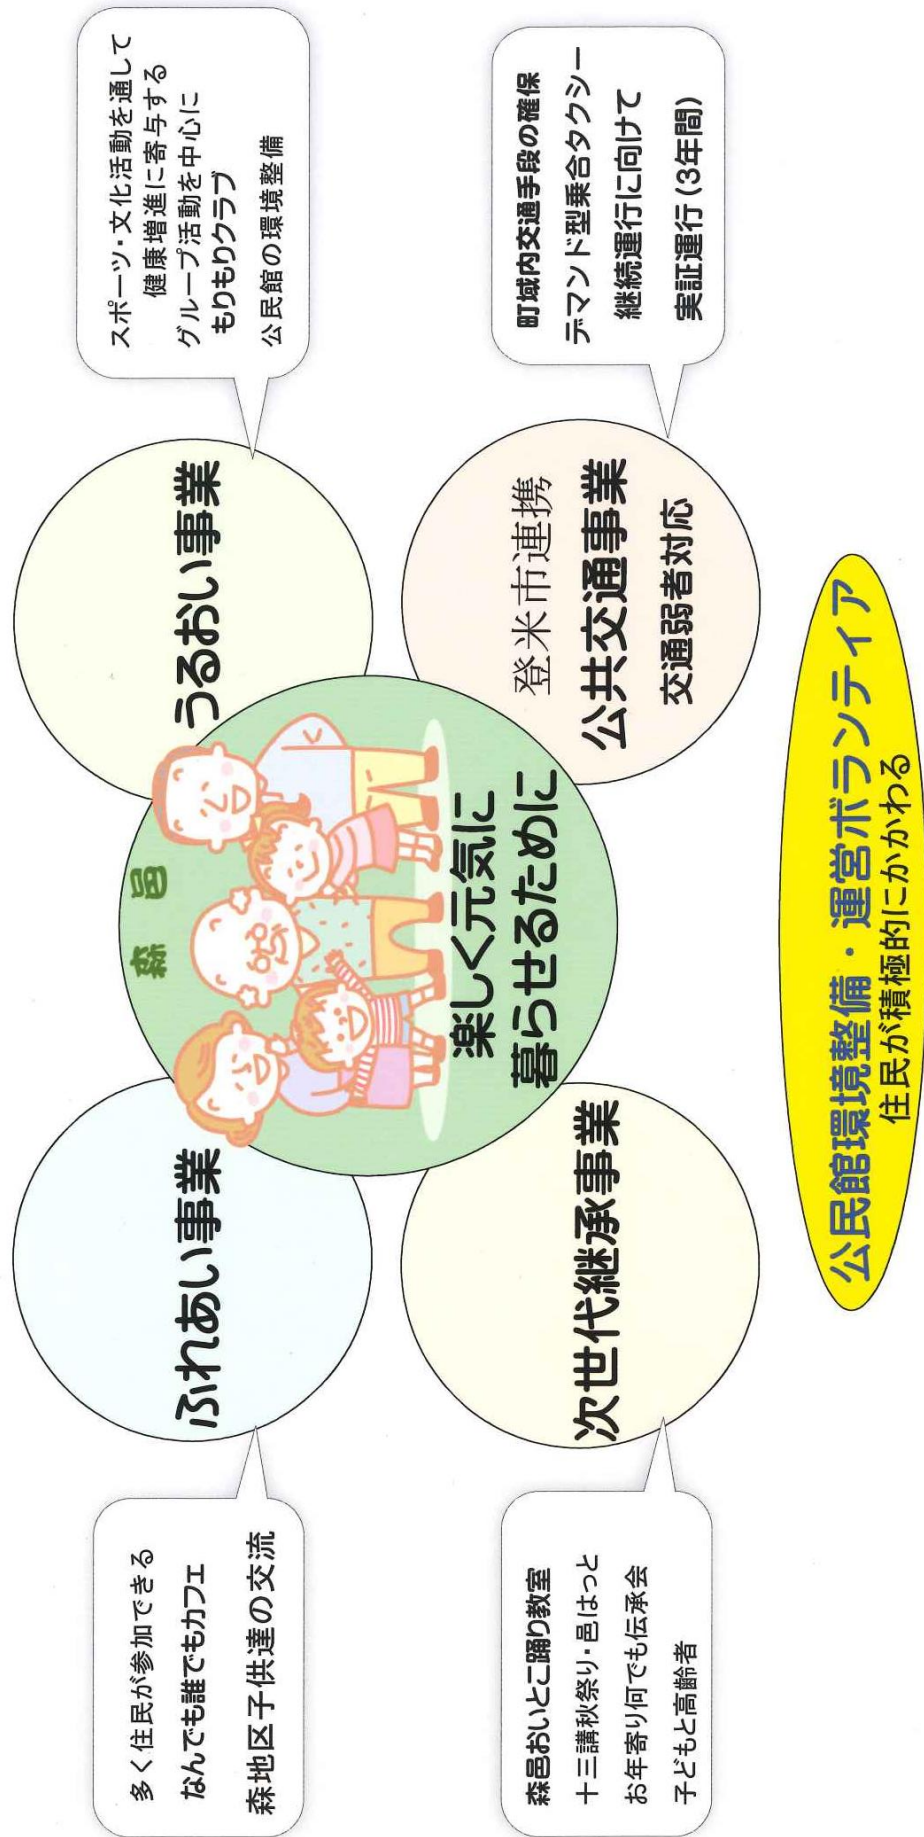 多く住民が参加できる
なんでも誰でもカフェ
森地区子供達の交流
ふれあい事業
スポーツ・文化活動を通して
健康増進に寄与する
グループ活動を中心に
もりもりクラブ
公民館の環境整備
うるおい事業
森邑
楽しく元気に
暮らせるために
森邑おいとこ踊り教室
十三講秋祭り・邑はっと
お年寄り何でも伝承会
子どもと高齢者
次世代継承事業
登米市連携
公共交通事業
交通弱者対応
町域内交通手段の確保
デマンド型乗合タクシー
継続運行に向けて
実証運行(3年間)
公民館環境整備・運営ボランティア
住民が積極的にかかわる